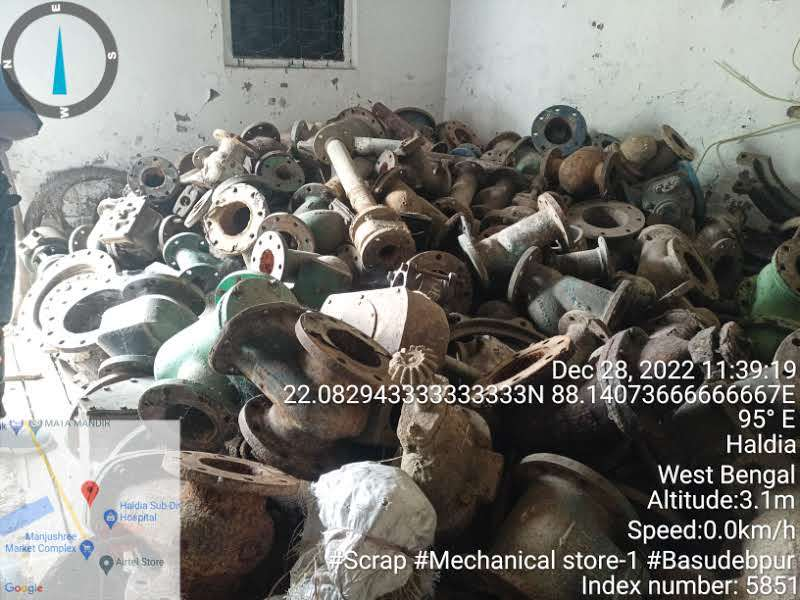 E
N
S
W
Dec 28, 2022 11:39:19
22.082943333333333N 88.14073666666667E
95° E
Haldia
West Bengal
Altitude:3.1m
Speed:0.0km/h
#Scrap #Mechanical store-1 #Basudebpur
Index number: 5851
MATA MANDIR
Haldia Sub Di
Hospital
Manjushree
Market Complex
Airtel Store
Google